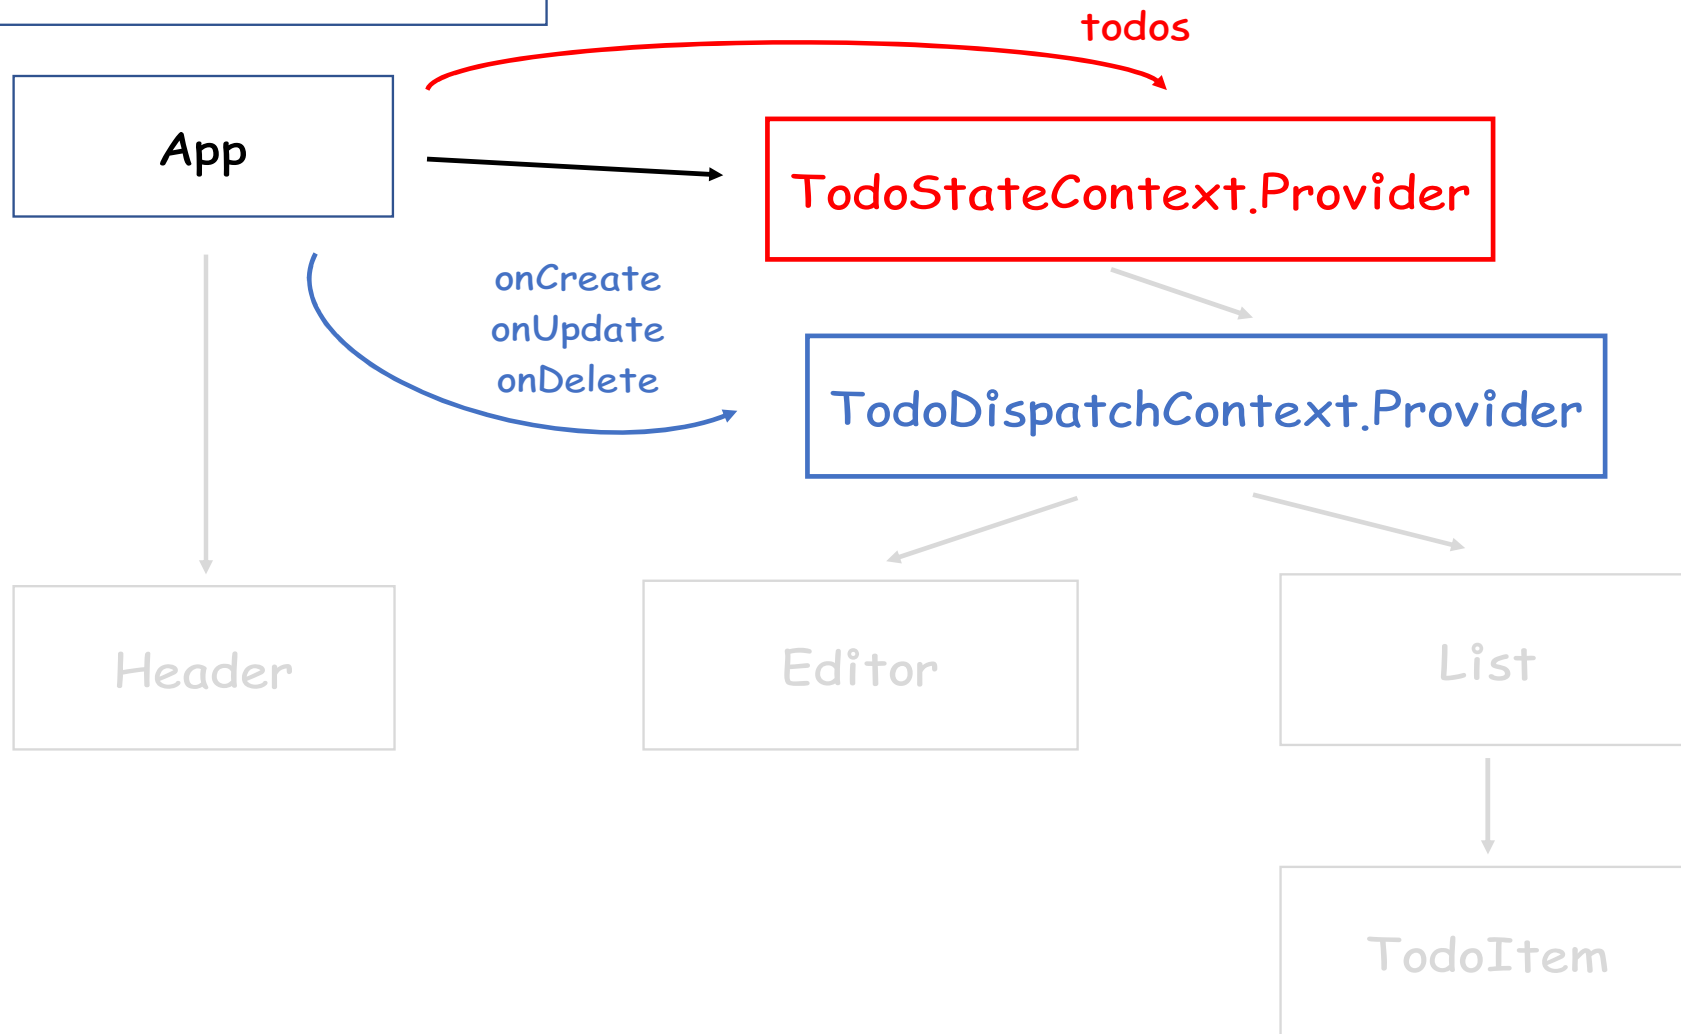 todos
App
TodoStateContext.Provider
onCreate
onUpdate
onDelete
TodoDispatchContext.Provider
Header
Editor
List
TodoItem